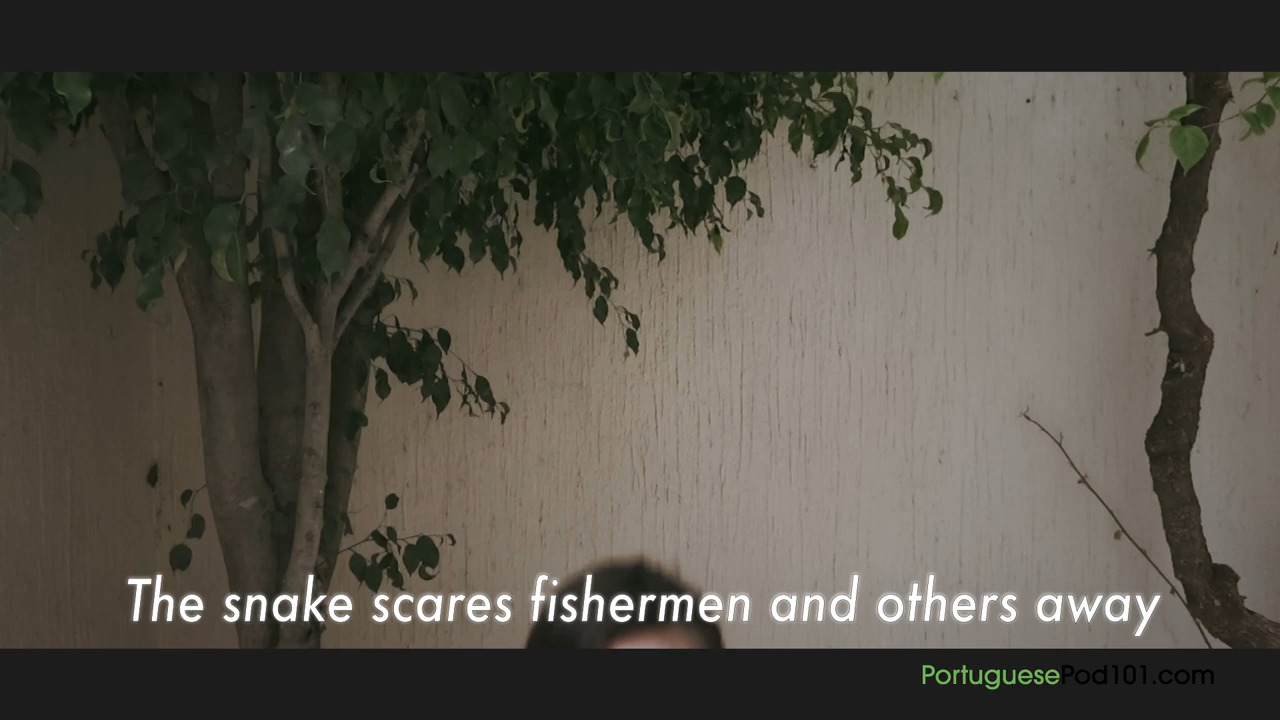 The snake scares fishermen and others away
PortuguesePod101.com